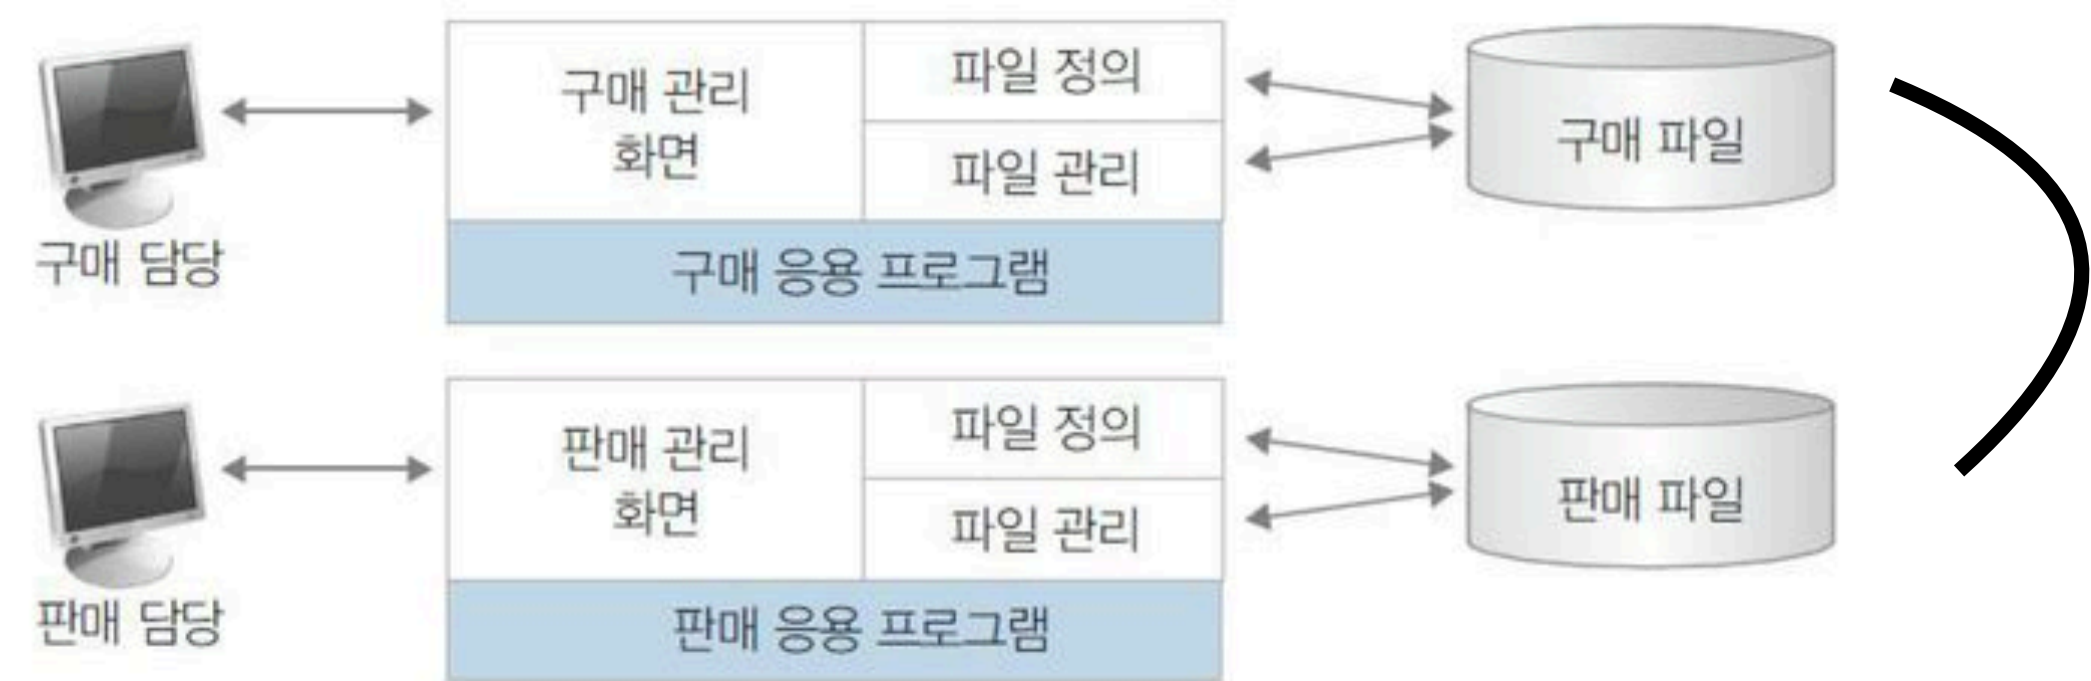 구매 관리
화면
파일 정의
파일 관리
구매 파일
구매 담당
구매 응용 프로그램
판매 관리
화면
파일 정의
파일 관리
판매 파일
판매 담당
판매 응용 프로그램